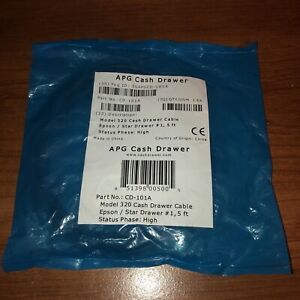 APG Cash Drawer
Part No: CD-101A
(Z) Description:
Model 320 Cash Drawer Cable
Epson / Star Drawer #1, 5 ft
Status Phase: High
Made in China Country of Origin: China
APG Cash Drawer
www.cashdrawer.com
51398 00500
Part No.: CD-101A
Model 320 Cash Drawer Cable
Epson / Star Drawer #1, 5 ft
Status Phase: High